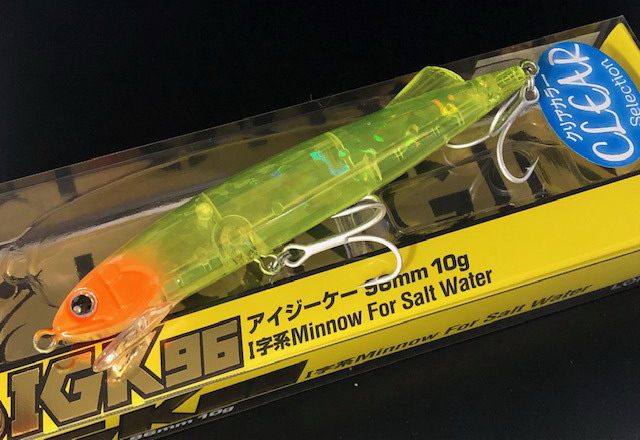 クリアカラー
CLEAR
Selection
アイジーケー 96mm 10g
I字系Minnow For Salt Water
IGK96
I字系Minnow For Salt Water
96mm 10g